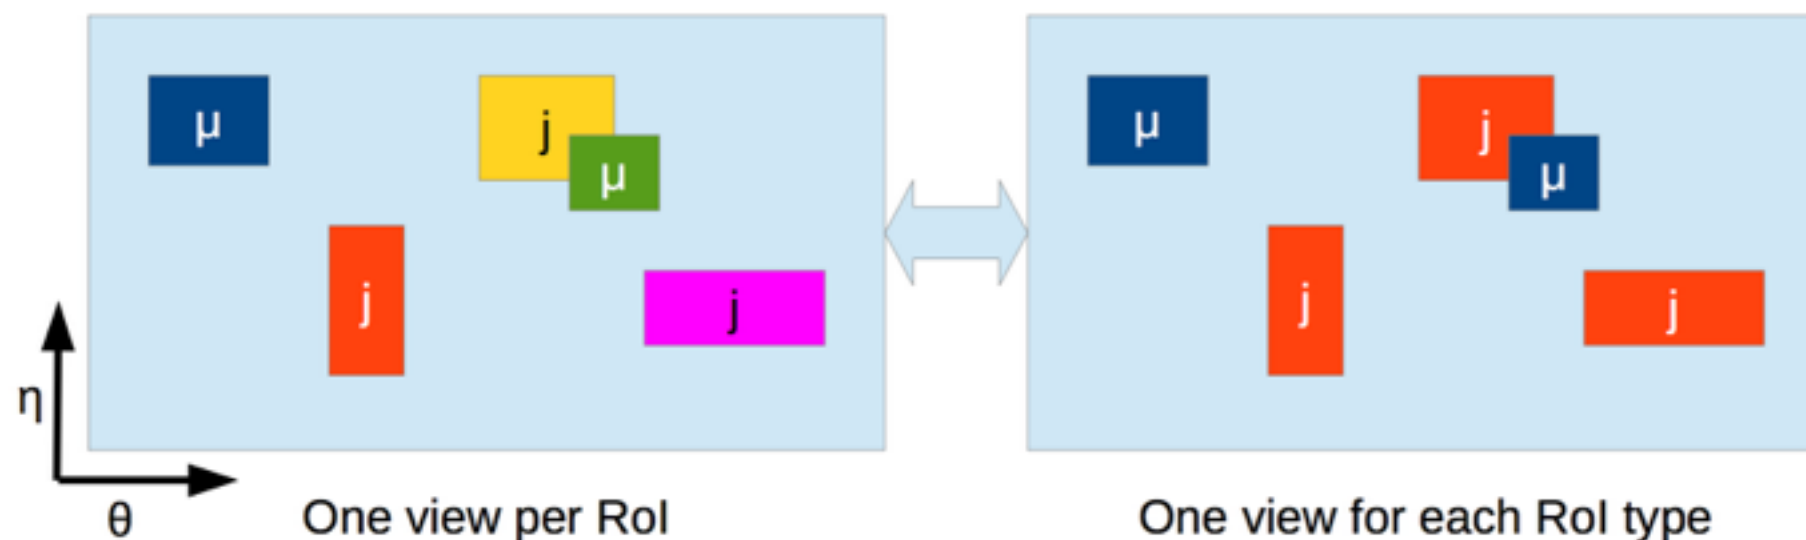 μ
j
μ
j
j
η
θ
One view per RoI
μ
j
μ
j
j
One view for each RoI type